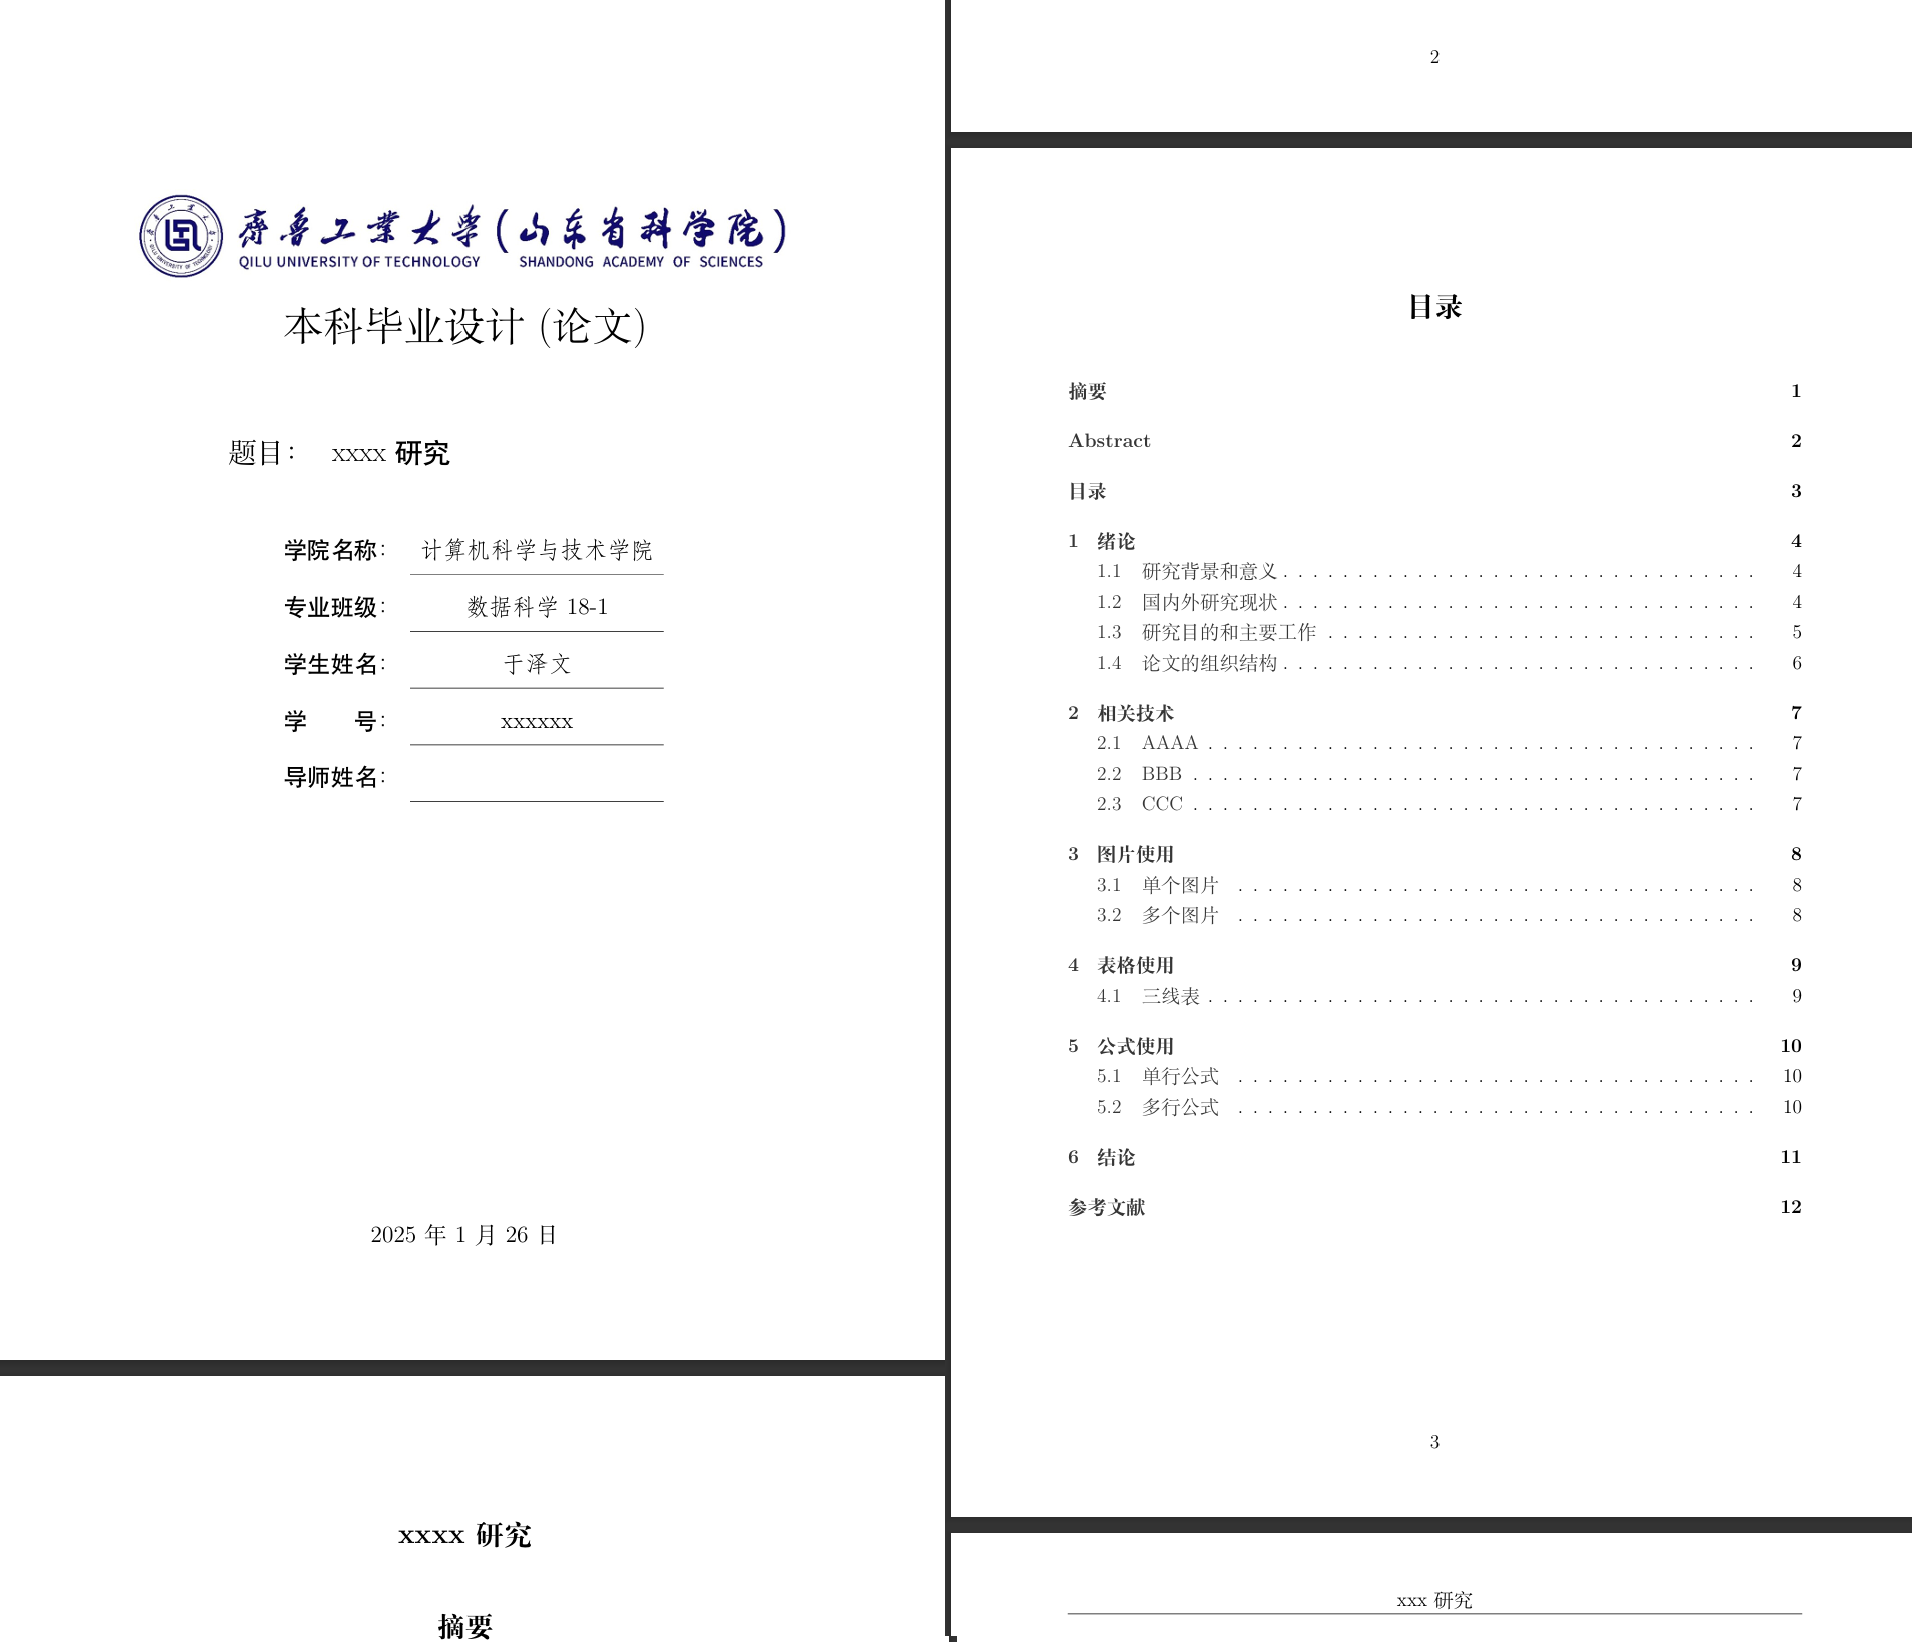 齊鲁工業大学(山东省科学院)
QILU UNIVERSITY OF TECHNOLOGY SHANDONG ACADEMY OF SCIENCES
本科毕业设计 (论文)
题目： xxxx 研究
学院名称： 计算机科学与技术学院
专业班级： 数据科学 18-1
学生姓名： 于泽文
学 号： xxxxxx
导师姓名：
2025 年 1 月 26 日
xxxx 研究
摘要
2
目录
摘要 1
Abstract 2
目录 3
1 绪论 4
1.1 研究背景和意义 . . . . . . . . . . . . . . . . . . . . . . . . . . . . . . . . 4
1.2 国内外研究现状 . . . . . . . . . . . . . . . . . . . . . . . . . . . . . . . . 4
1.3 研究目的和主要工作 . . . . . . . . . . . . . . . . . . . . . . . . . . . . . 5
1.4 论文的组织结构 . . . . . . . . . . . . . . . . . . . . . . . . . . . . . . . . 6
2 相关技术 7
2.1 AAAA . . . . . . . . . . . . . . . . . . . . . . . . . . . . . . . . . . . . . 7
2.2 BBB . . . . . . . . . . . . . . . . . . . . . . . . . . . . . . . . . . . . . . 7
2.3 CCC . . . . . . . . . . . . . . . . . . . . . . . . . . . . . . . . . . . . . . 7
3 图片使用 8
3.1 单个图片 . . . . . . . . . . . . . . . . . . . . . . . . . . . . . . . . . . . 8
3.2 多个图片 . . . . . . . . . . . . . . . . . . . . . . . . . . . . . . . . . . . 8
4 表格使用 9
4.1 三线表 . . . . . . . . . . . . . . . . . . . . . . . . . . . . . . . . . . . . . 9
5 公式使用 10
5.1 单行公式 . . . . . . . . . . . . . . . . . . . . . . . . . . . . . . . . . . . 10
5.2 多行公式 . . . . . . . . . . . . . . . . . . . . . . . . . . . . . . . . . . . 10
6 结论 11
参考文献 12
3
xxx 研究